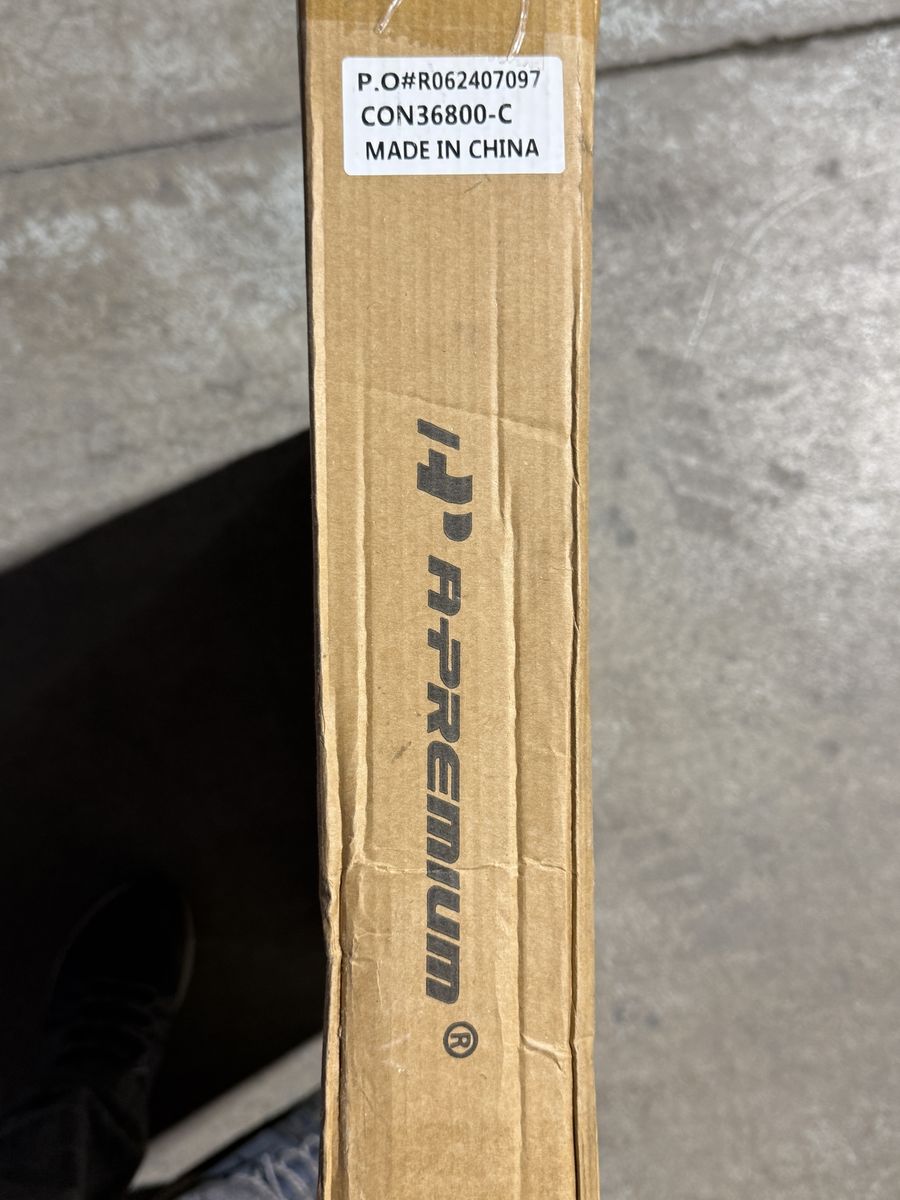 P.O#R062407097
CON36800-C
MADE IN CHINA
A-PREMIUM®